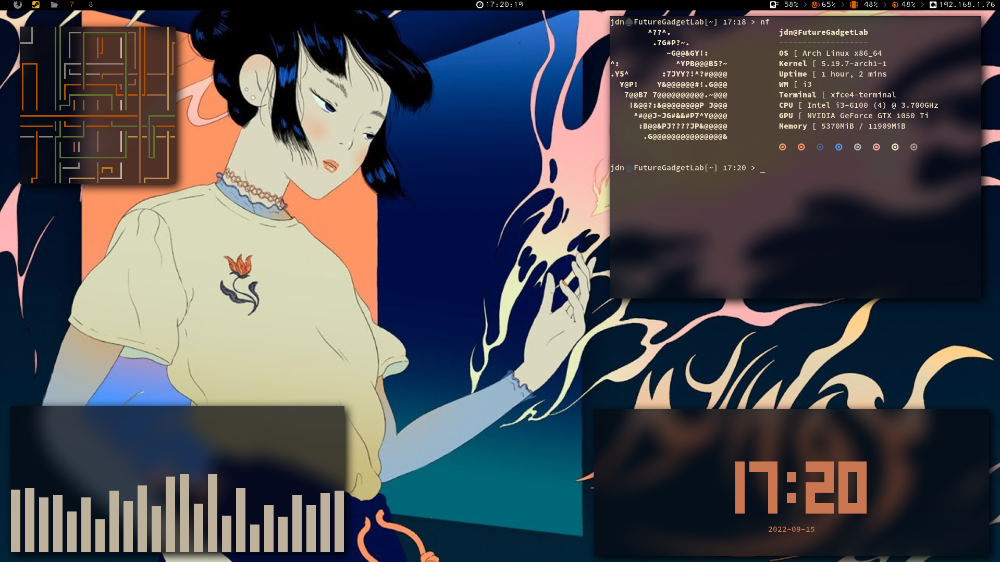 7 8 17:20:19 58% 65% 48% 48% 192.168.1.76
jdn♠FutureGadgetLab[~] 17:18 > nf
^??^. jdn@FutureGadgetLab
.7G#P?~. -------------------
~G@@&GY!: OS [ Arch Linux x86_64
^: ^YPB@@@B5?~ Kernel [ 5.19.7-arch1-1
.Y5^ :7JYY?!^?#@@@@ Uptime [ 1 hour, 2 mins
Y@P! Y&@@@@@@#!.G@@@ WM [ i3
7@@B7 7@@@@@@@@@@.~@@@ Terminal [ xfce4-terminal
!&@@?:&@@@@@@@@P J@@@ CPU [ Intel i3-6100 (4) @ 3.700GHz
^#@@J~JG#&&#P7^Y@@@@ GPU [ NVIDIA GeForce GTX 1050 Ti
:B@@&PJ????JP&@@@@@ Memory [ 5370MiB / 11909MiB
.G@@@@@@@@@@@@@@@&
jdn♠FutureGadgetLab[~] 17:20 > _
17:20
2022-09-15